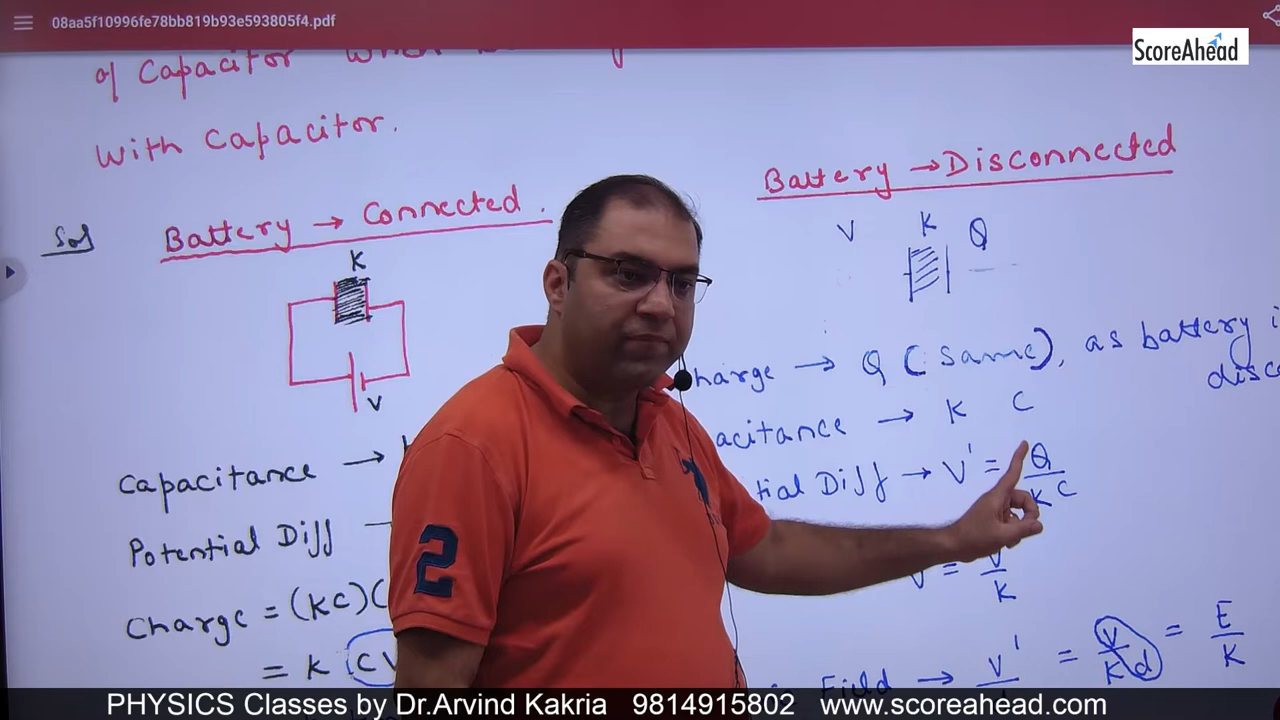 08aa5f10996fe78bb819b93e593805f4.pdf
ScoreAhead
of Capacitor
With Capacitor.
Sol
Battery → Connected.
K
V
Capacitance →
Potential Diff
Charge = (KC)(
= K CV
Battery → Disconnected
V K Q
harge → Q (Same), as battery i
disc
acitance → K C
tial Diff → V' = Q/KC
V = V/K
Field → V' = V/Kd = E/K
2
PHYSICS Classes by Dr.Arvind Kakria 9814915802 www.scoreahead.com